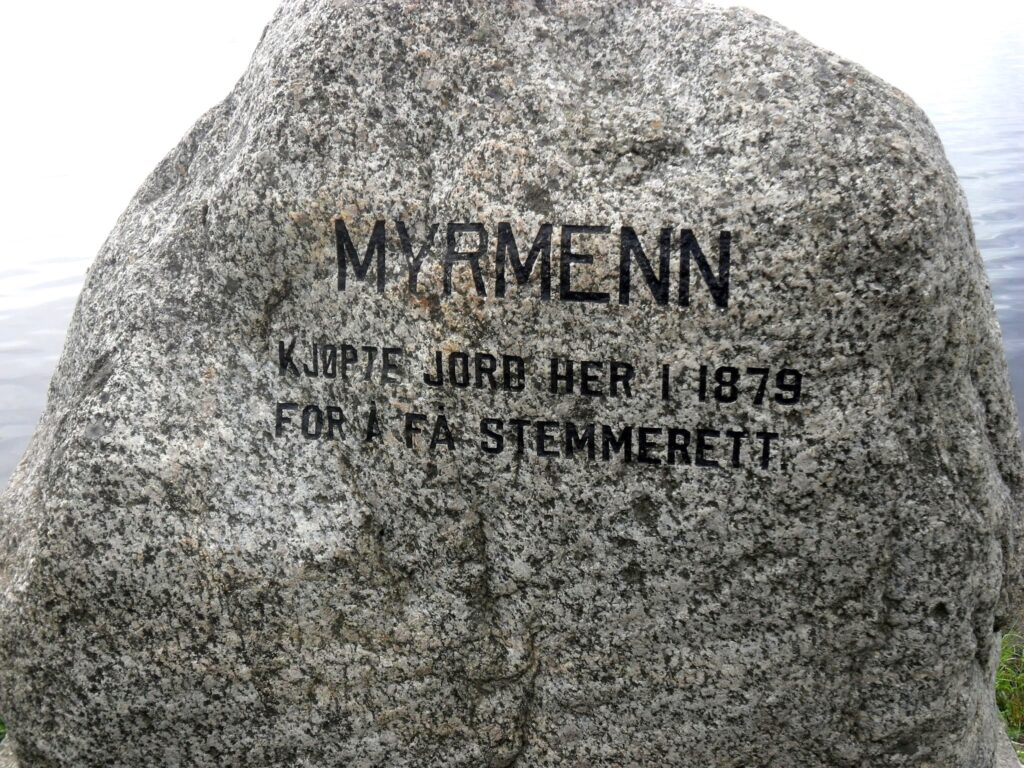 MYRMENN
KJØPTE JORD HER I 1879
FOR Å FÅ STEMMERETT.